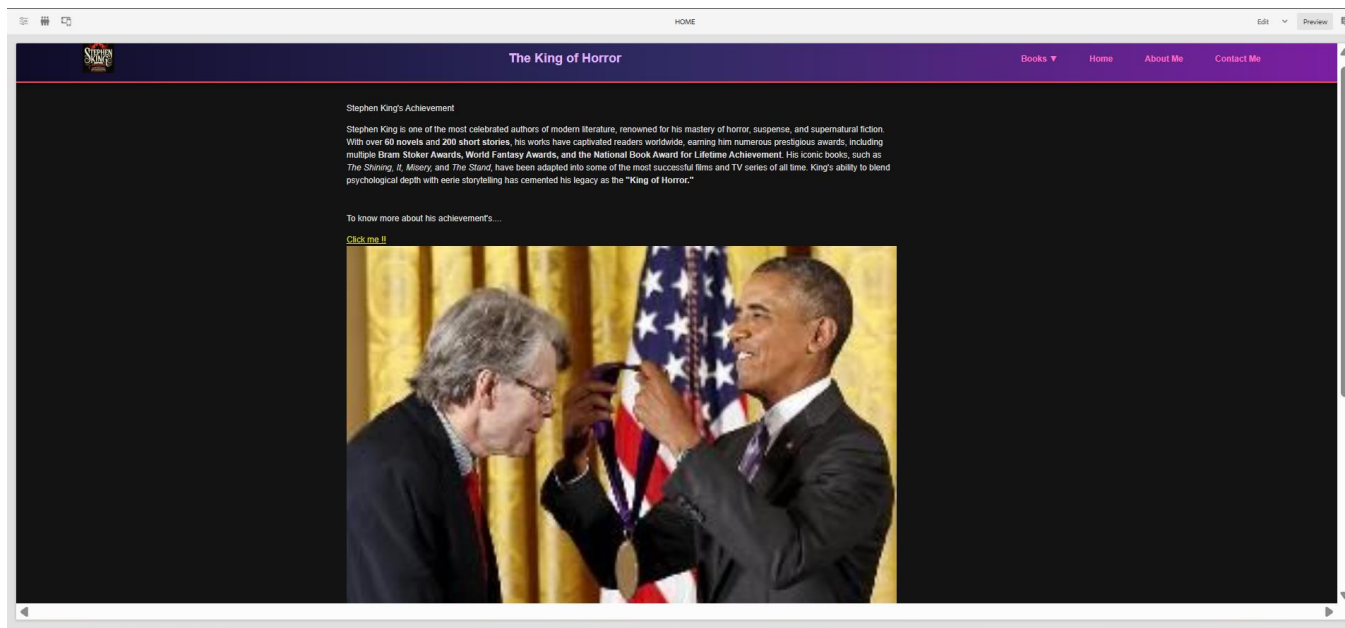 HOME
Edit
Preview
STEPHEN
KING
The King of Horror
Books ▼
Home
About Me
Contact Me
Stephen King's Achievement
Stephen King is one of the most celebrated authors of modern literature, renowned for his mastery of horror, suspense, and supernatural fiction.
With over 60 novels and 200 short stories, his works have captivated readers worldwide, earning him numerous prestigious awards, including
multiple Bram Stoker Awards, World Fantasy Awards, and the National Book Award for Lifetime Achievement. His iconic books, such as
The Shining, It, Misery, and The Stand, have been adapted into some of the most successful films and TV series of all time. King's ability to blend
psychological depth with eerie storytelling has cemented his legacy as the "King of Horror."
To know more about his achievement's....
Click me !!